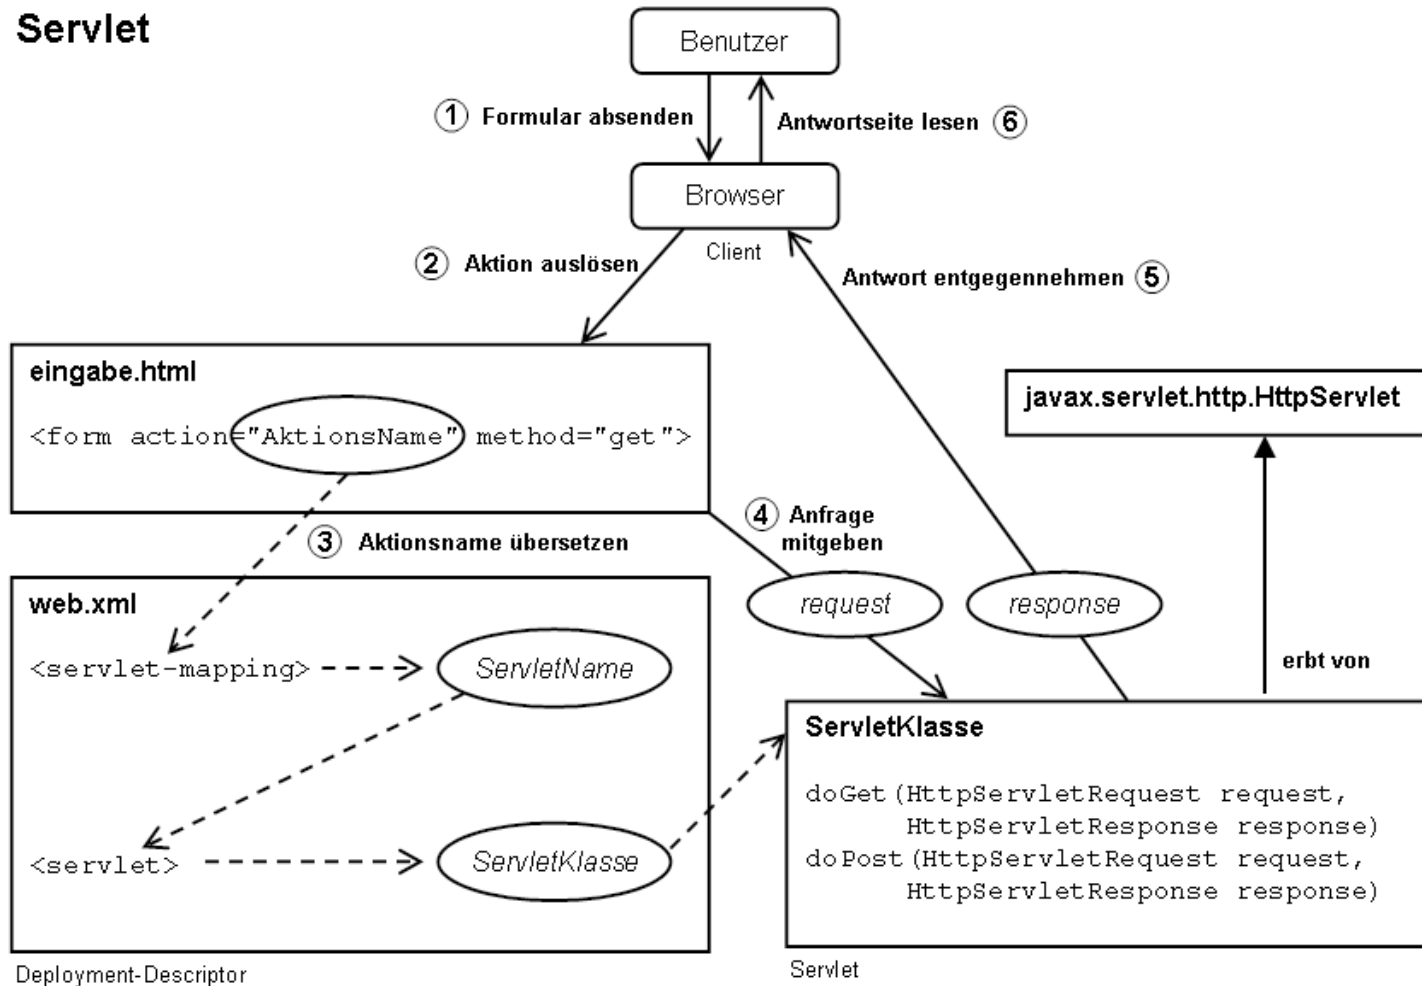 Servlet
Benutzer
1 Formular absenden
Antwortseite lesen 6
Browser
Client
2 Aktion auslösen
Antwort entgegennehmen 5
eingabe.html
<form action="AktionsName" method="get">
javax.servlet.http.HttpServlet
3 Aktionsname übersetzen
4 Anfrage
mitgeben
request
response
erbt von
web.xml
<servlet-mapping>
ServletName
<servlet>
ServletKlasse
Deployment-Descriptor
ServletKlasse
doGet(HttpServletRequest request,
HttpServletResponse response)
doPost(HttpServletRequest request,
HttpServletResponse response)
Servlet